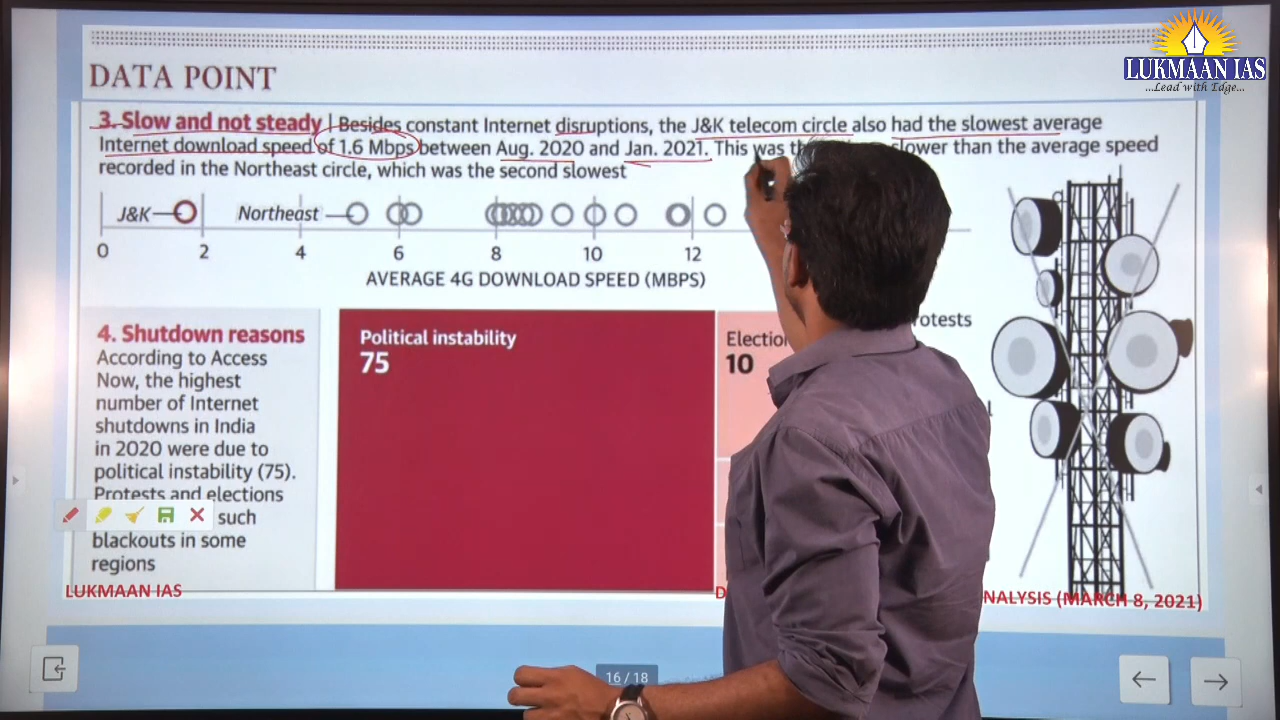 LUKMAAN IAS
...Lead with Edge...
DATA POINT
3. Slow and not steady | Besides constant Internet disruptions, the J&K telecom circle also had the slowest average
Internet download speed of 1.6 Mbps between Aug. 2020 and Jan. 2021. This was slower than the average speed
recorded in the Northeast circle, which was the second slowest
J&K
Northeast
0 2 4 6 8 10 12
AVERAGE 4G DOWNLOAD SPEED (MBPS)
4. Shutdown reasons
According to Access
Now, the highest
number of Internet
shutdowns in India
in 2020 were due to
political instability (75).
Protests and elections
such
blackouts in some
regions
Political instability
75
10
LUKMAAN IAS
(MARCH 8, 2021)
16 / 18